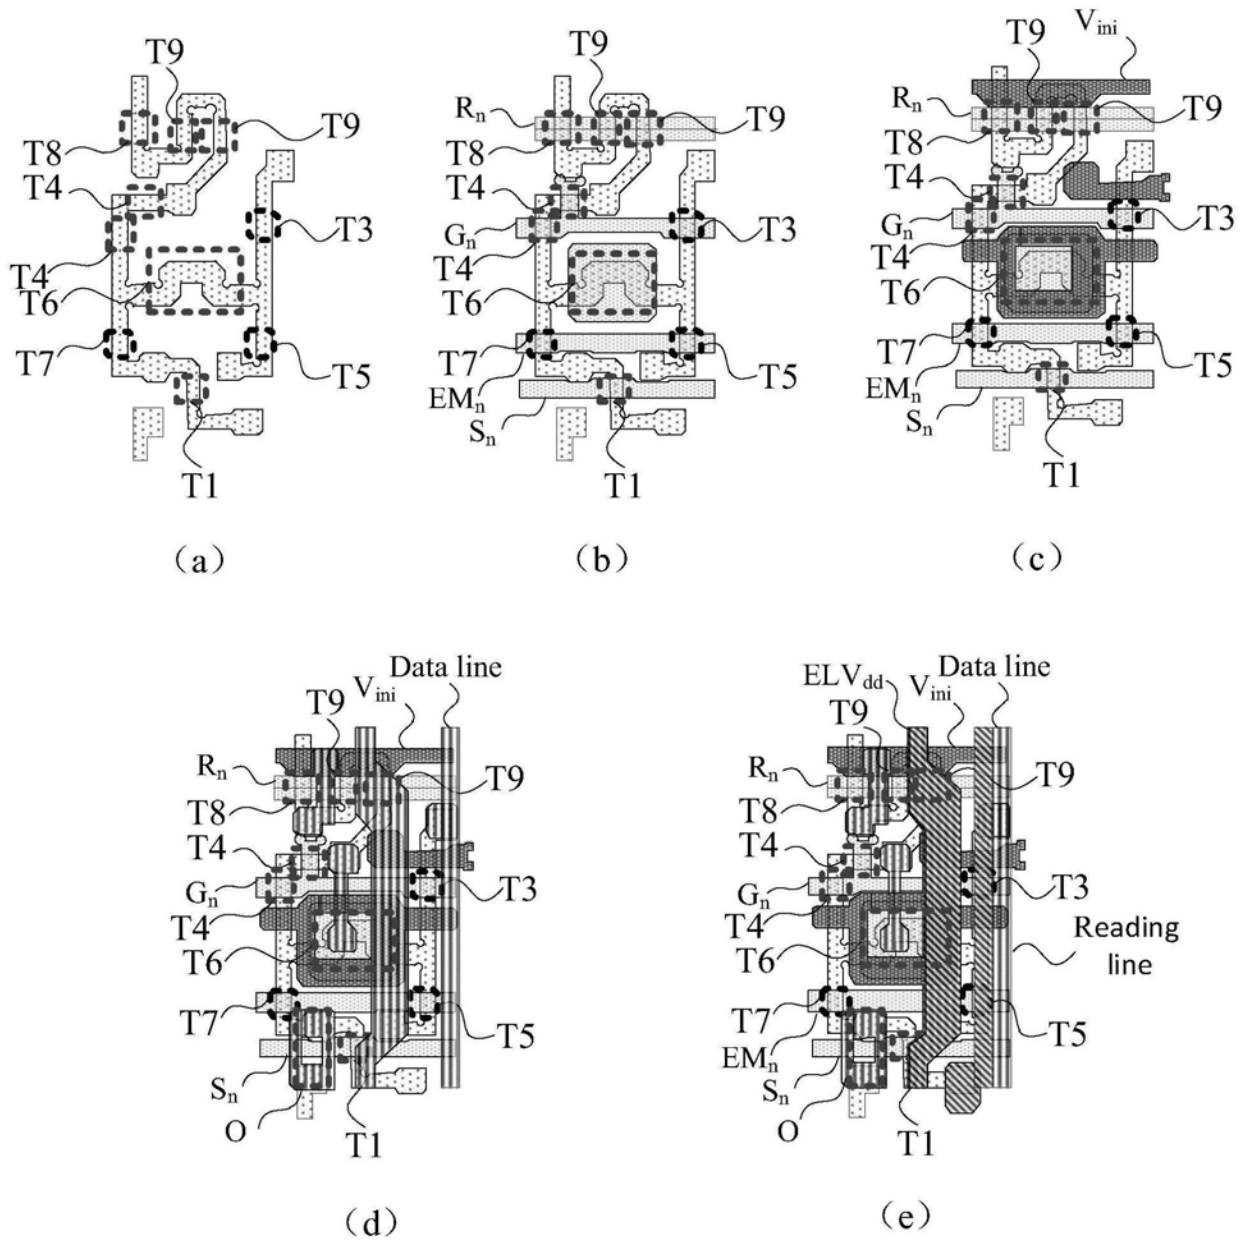 T9
T9
T8
T4
T3
T4
T6
T7
T5
T1
(a)
T9
Rₙ
T9
T8
T4
Gₙ
T3
T4
T6
T7
T5
EMₙ
Sₙ
T1
(b)
Vᵢₙᵢ
T9
Rₙ
T9
T8
T4
Gₙ
T3
T4
T6
T7
T5
EMₙ
Sₙ
T1
(c)
Data line
Vᵢₙᵢ
T9
Rₙ
T9
T8
T4
Gₙ
T3
T4
T6
T7
T5
Sₙ
O
T1
(d)
ELVdd
Data line
Vᵢₙᵢ
T9
Rₙ
T9
T8
T4
Gₙ
T3
T4
Reading
line
T6
T7
T5
EMₙ
Sₙ
O
T1
(e)